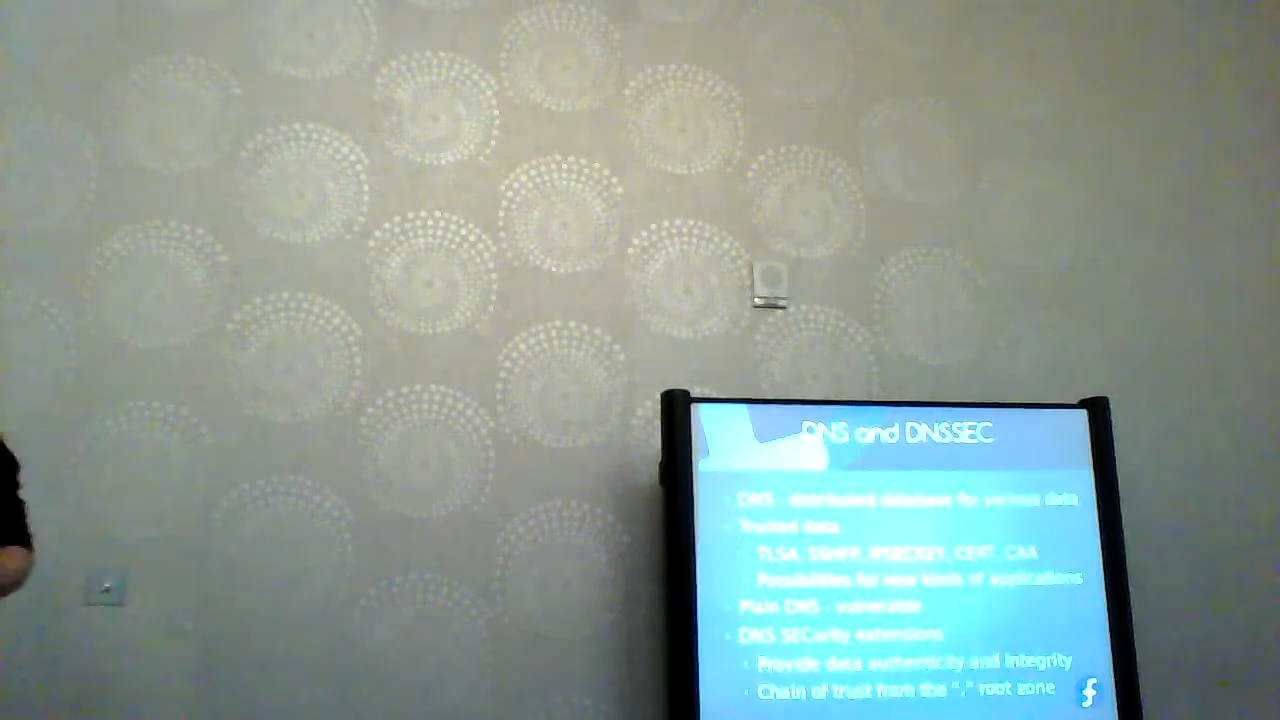 DNS and DNSSEC
DNS - distributed database for various data
Trusted data
TLSA, SSHFP, IPSECKEY, CERT, CAA
Possibilities for new kinds of applications
Plain DNS - vulnerable
DNS SECurity extensions
Provide data authenticity and integrity
Chain of trust from the "." root zone